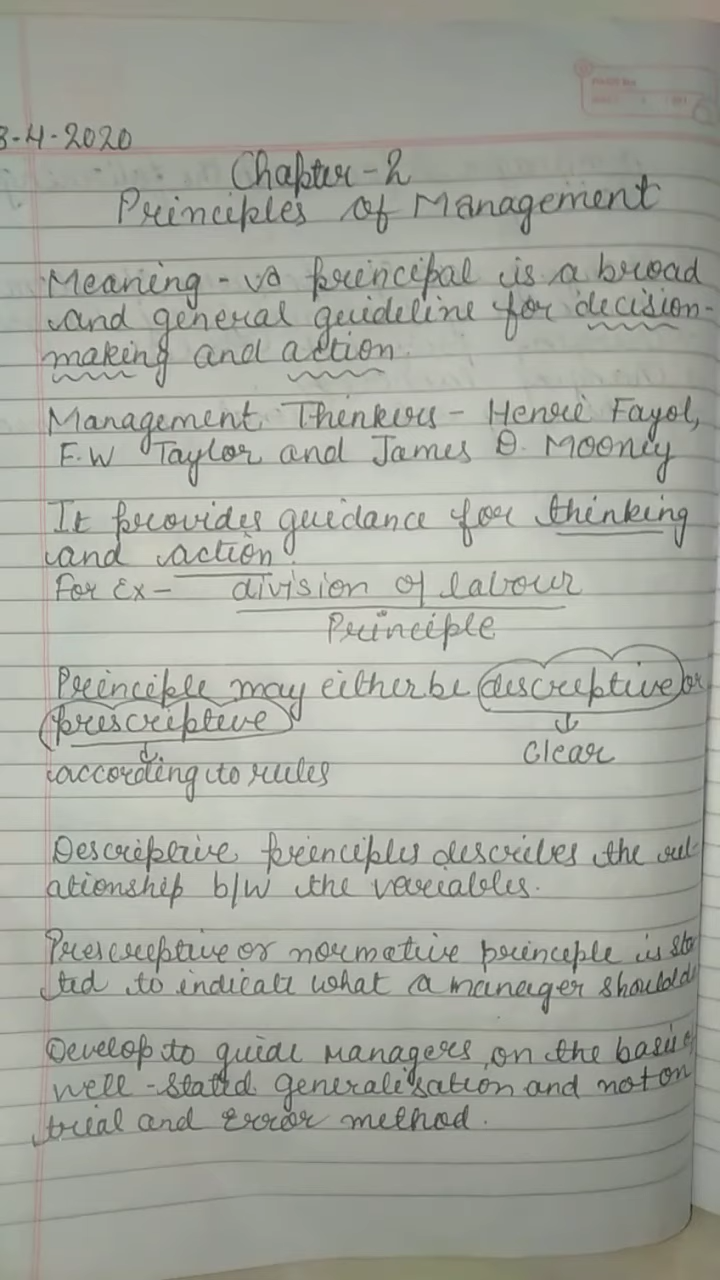 3-4-2020
Chapter-2
Principles of Management
Meaning - a principal is a broad
and general guideline for decision-
making and action.
Management Thinkers - Henri Fayol,
F.W Taylor and James D. Mooney
It provides guidance for thinking
and action.
For Ex- division of labour
Principle
Principle may either be descriptive or
prescriptive
Clear
according to rules
Descriptive principles describes the rel-
ationship b/w the variables.
Prescriptive or normative principle is sta
ted to indicate what a manager should d
Develop to guide managers on the basis of
well-stated generalisation and not on
trial and error method.